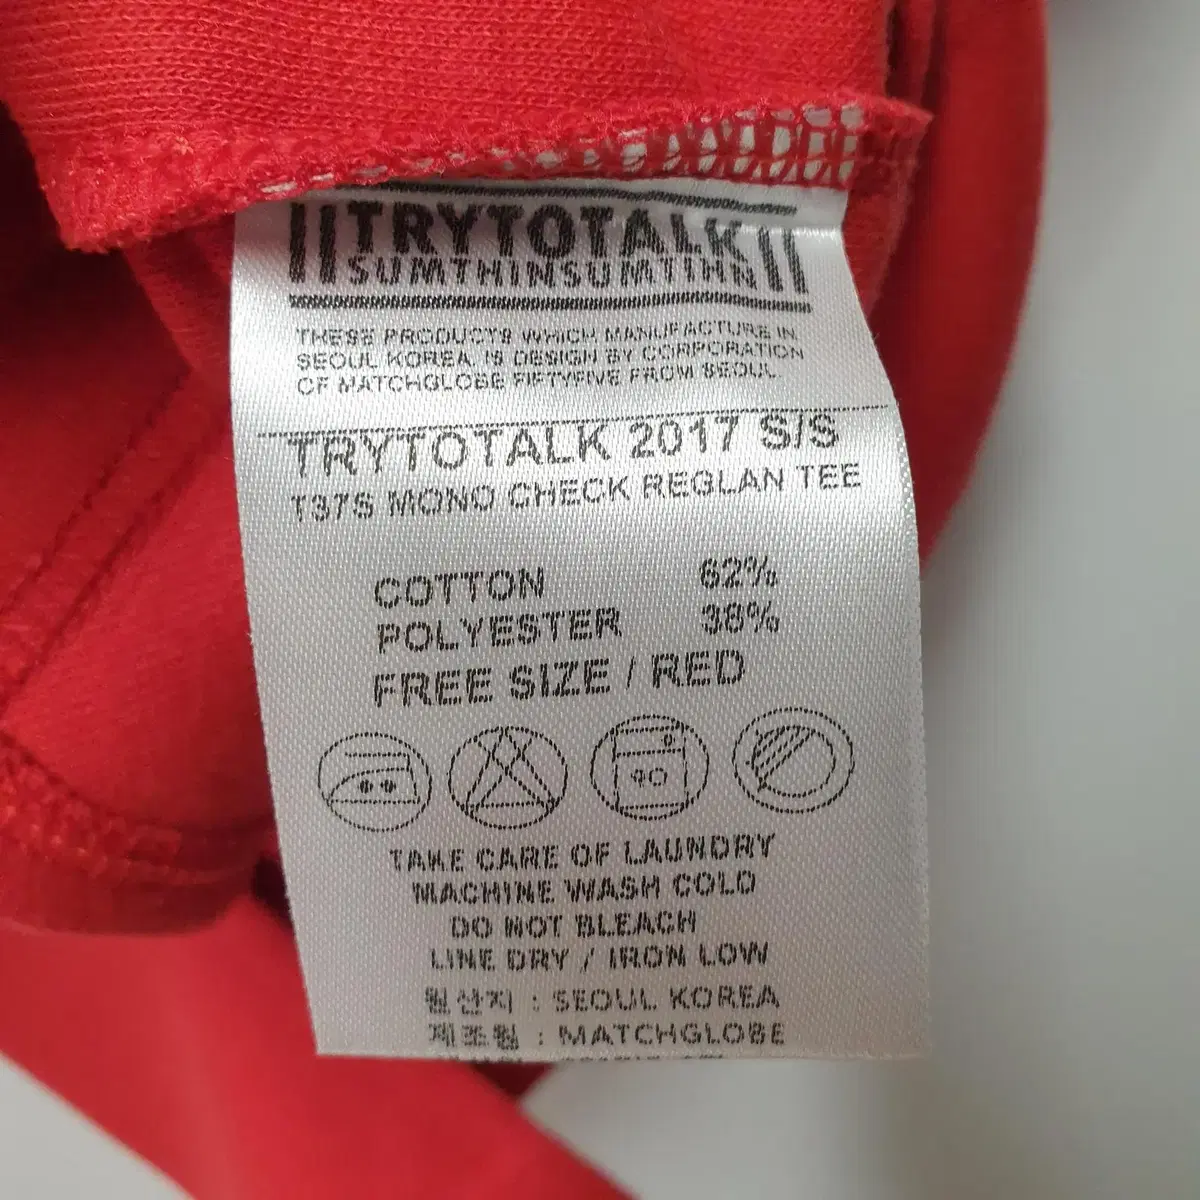 TRYTOTALK
SUMTHINSUMTIHN
THESE PRODUCTS WHICH MANUFACTURE IN
SEOUL KOREA. IS DESIGN BY CORPORATION
OF MATCHGLOBE FIFTYFIVE FROM SEOUL.
TRYTOTALK 2017 S/S
T37S MONO CHECK REGLAN TEE
COTTON 62%
POLYESTER 38%
FREE SIZE / RED
TAKE CARE OF LAUNDRY
MACHINE WASH COLD
DO NOT BLEACH
LINE DRY / IRON LOW
원산지 : SEOUL KOREA
제조원 : MATCHGLOBE